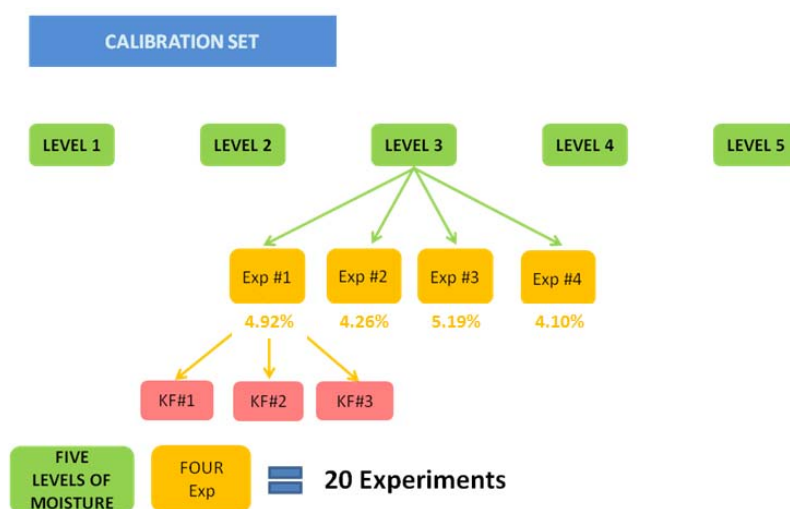 CALIBRATION SET
LEVEL 1 LEVEL 2 LEVEL 3 LEVEL 4 LEVEL 5
Exp #1 Exp #2 Exp #3 Exp #4
4.92% 4.26% 5.19% 4.10%
KF#1 KF#2 KF#3
FIVE
LEVELS OF
MOISTURE
FOUR
Exp
20 Experiments